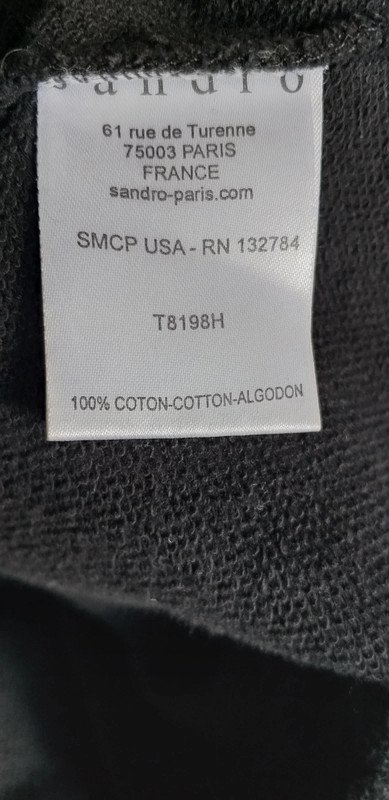 sandro
61 rue de Turenne
75003 PARIS
FRANCE
sandro-paris.com
SMCP USA - RN 132784
T8198H
100% COTON-COTTON-ALGODON